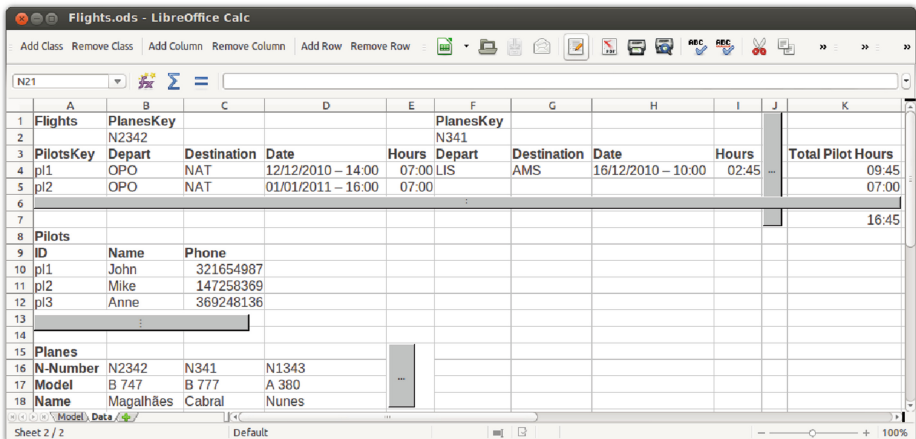 Flights.ods - LibreOffice Calc
Add Class Remove Class Add Column Remove Column Add Row Remove Row
N21
A B C D E F G H I J K
1 Flights PlanesKey PlanesKey
2 N2342 N341
3 PilotsKey Depart Destination Date Hours Depart Destination Date Hours Total Pilot Hours
4 pl1 OPO NAT 12/12/2010 – 14:00 07:00 LIS AMS 16/12/2010 – 10:00 02:45 ... 09:45
5 pl2 OPO NAT 01/01/2011 – 16:00 07:00 07:00
6
7 16:45
8 Pilots
9 ID Name Phone
10 pl1 John 321654987
11 pl2 Mike 147258369
12 pl3 Anne 369248136
13
14
15 Planes
16 N-Number N2342 N341 N1343
17 Model B 747 B 777 A 380 ...
18 Name Magalhães Cabral Nunes
Model Data
Sheet 2 / 2 Default 100%